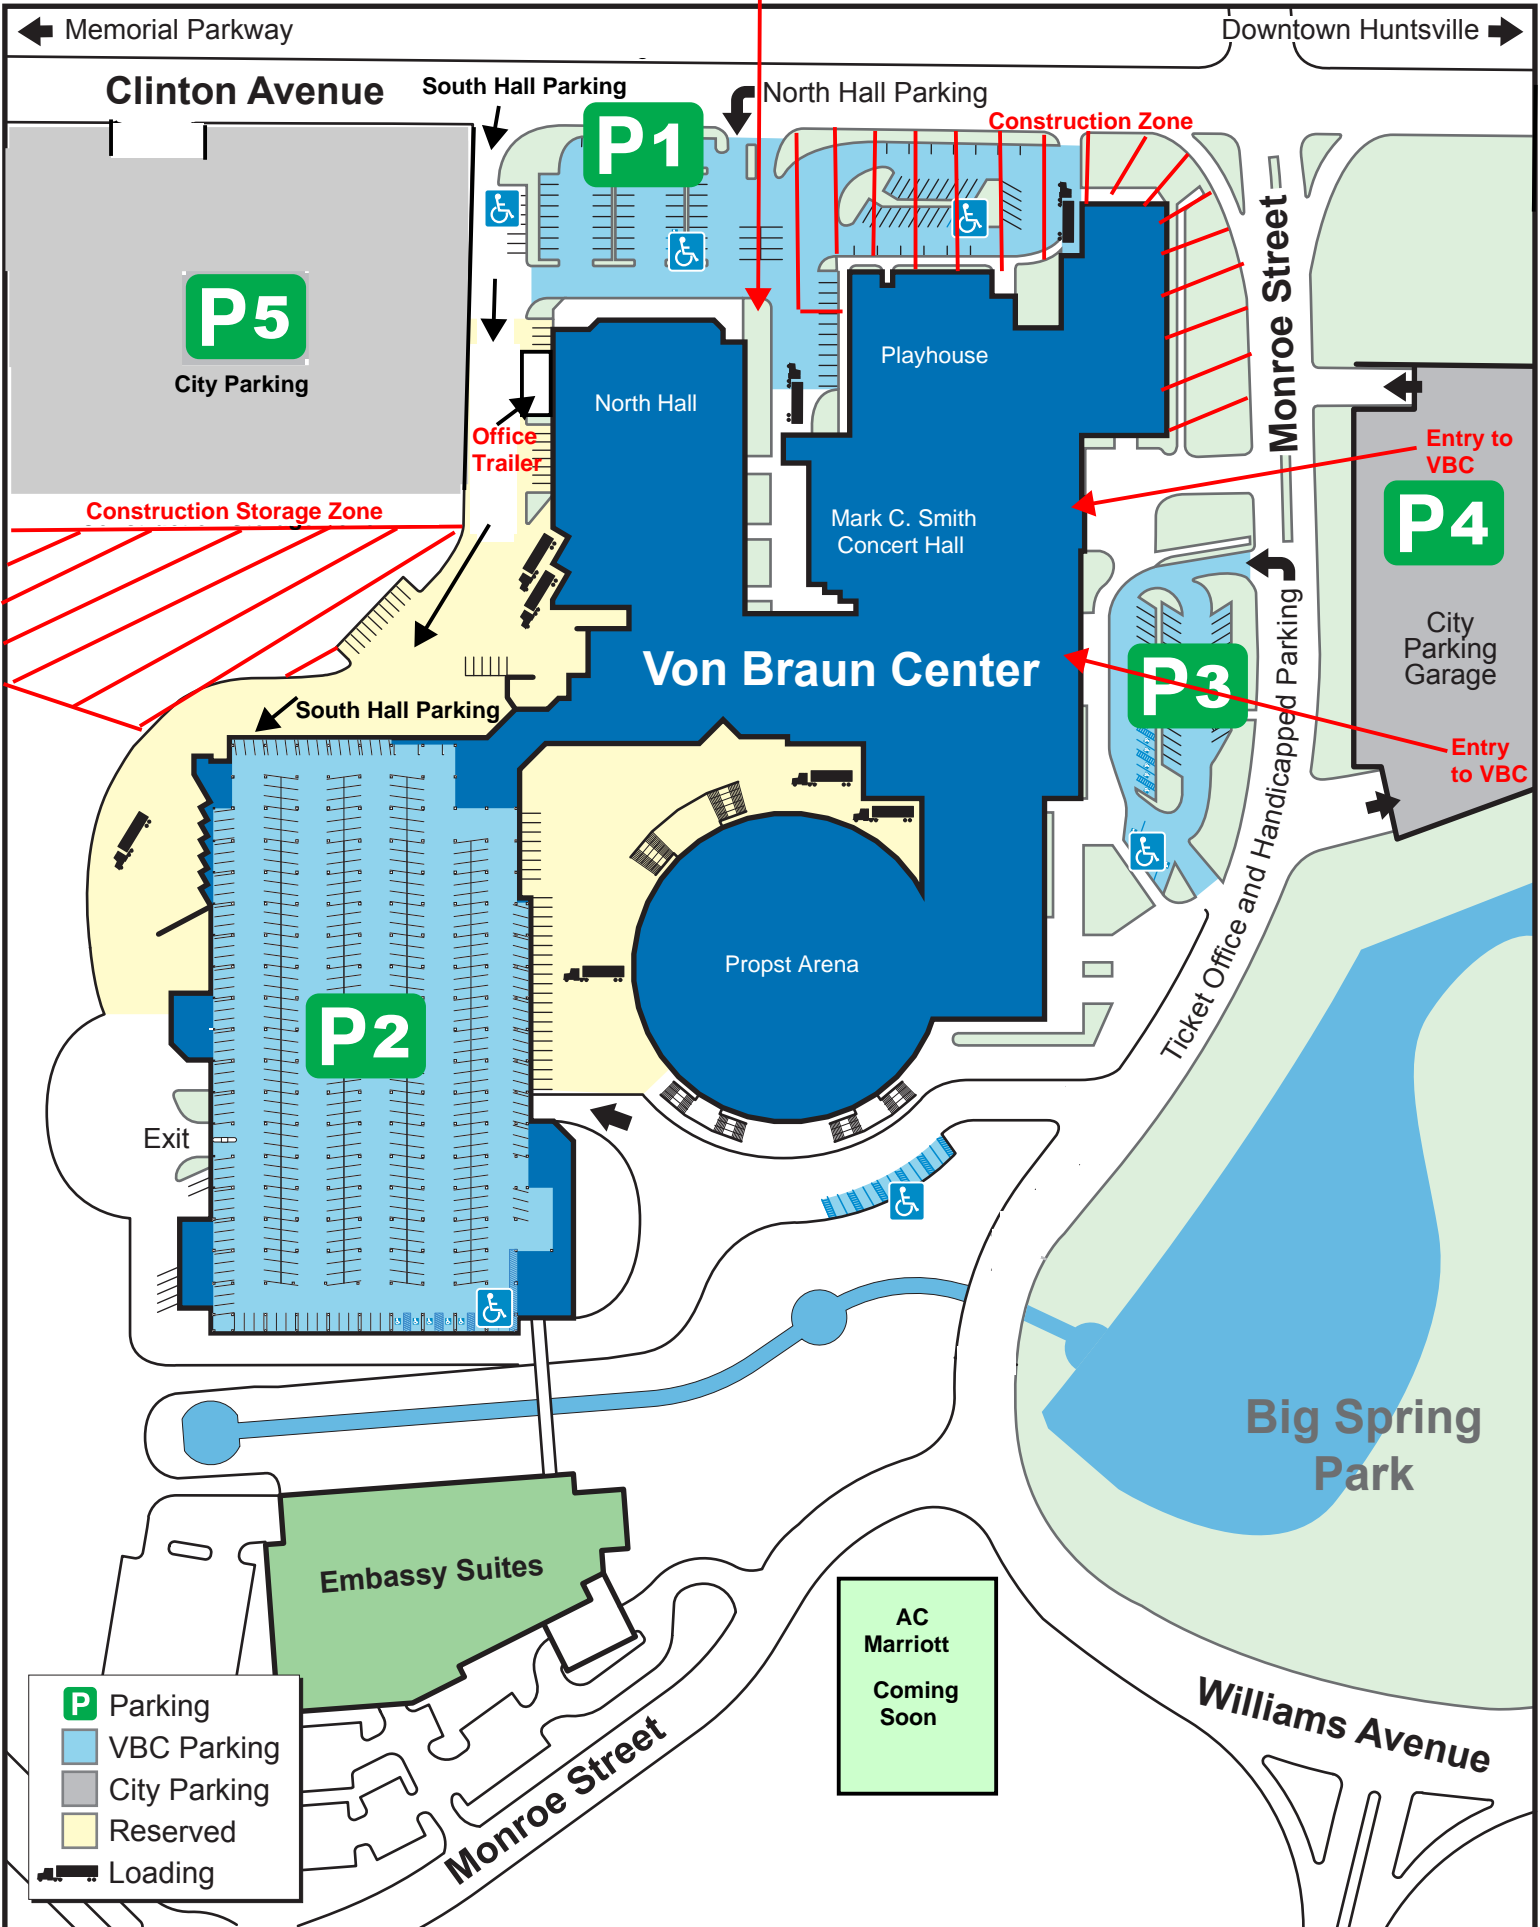 Memorial Parkway
Downtown Huntsville
Clinton Avenue
South Hall Parking
North Hall Parking
P1
Construction Zone
P5
City Parking
Monroe Street
Playhouse
North Hall
Office
Trailer
Entry to
VBC
P4
Construction Storage Zone
Mark C. Smith
Concert Hall
City
Parking
Garage
Von Braun Center
P3
South Hall Parking
Entry
to VBC
Ticket Office and Handicapped Parking
Propst Arena
P2
Exit
Big Spring
Park
Embassy Suites
AC
Marriott
Coming
Soon
Williams Avenue
Monroe Street
P Parking
VBC Parking
City Parking
Reserved
Loading